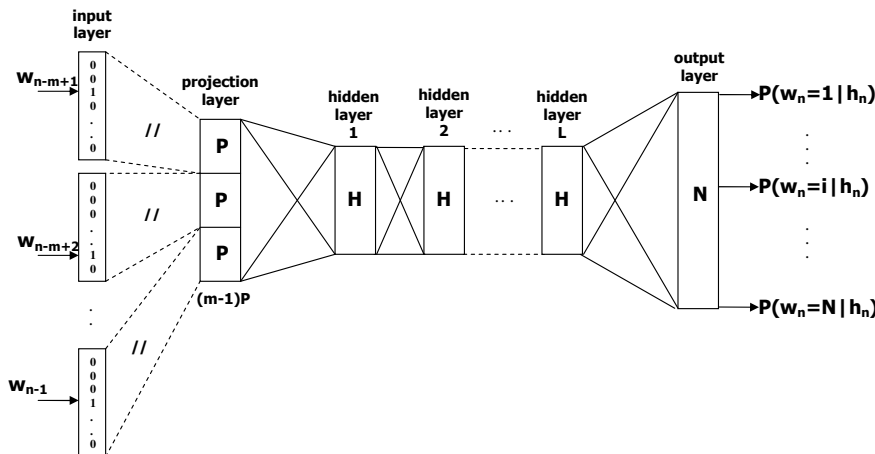 input
layer
w_{n-m+1}
0
0
1
0
.
.
0
//
w_{n-m+2}
0
0
0
.
.
1
0
//
. .
w_{n-1}
0
0
0
1
.
.
0
//
projection
layer
P
P
P
(m-1)P
hidden
layer
1
H
hidden
layer
2
H
...
...
hidden
layer
L
H
output
layer
N
P(w_n=1|h_n)
P(w_n=i|h_n)
P(w_n=N|h_n)